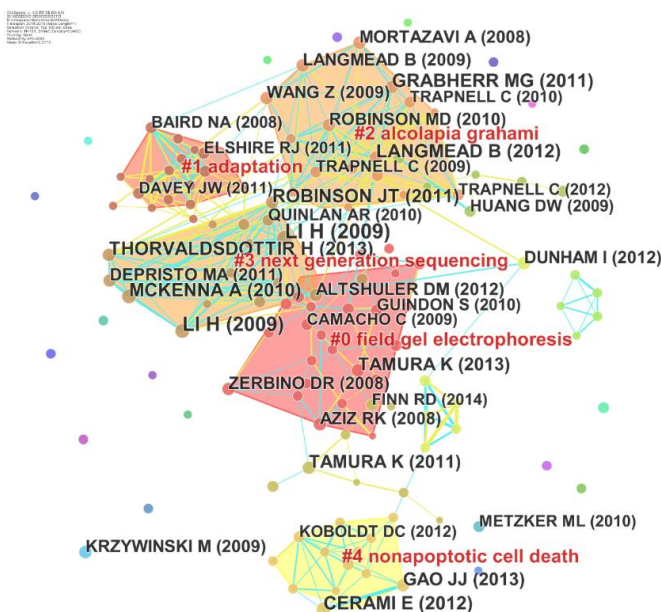 MORTAZAVI A (2008)
LANGMEAD B (2009)
GRABHERR MG (2011)
WANG Z (2009)
TRAPNELL C (2010)
BAIRD NA (2008)
ROBINSON MD (2010)
#2 alcolapia grahami
ELSHIRE RJ (2011)
LANGMEAD B (2012)
#1 adaptation
TRAPNELL C (2009)
DAVEY JW (2011)
ROBINSON JT (2011)
TRAPNELL C (2012)
HUANG DW (2009)
QUINLAN AR (2010)
LI H (2009)
THORVALDSDOTTIR H (2013)
#3 next generation sequencing
DUNHAM I (2012)
DEPRISTO MA (2011)
MCKENNA A (2010)
ALTSHULER DM (2012)
GUINDON S (2010)
LI H (2009)
CAMACHO C (2009)
#0 field gel electrophoresis
TAMURA K (2013)
ZERBINO DR (2008)
FINN RD (2014)
AZIZ RK (2008)
TAMURA K (2011)
METZKER ML (2010)
KOBOLDT DC (2012)
KRZYWINSKI M (2009)
#4 nonapoptotic cell death
GAO JJ (2013)
CERAMI E (2012)